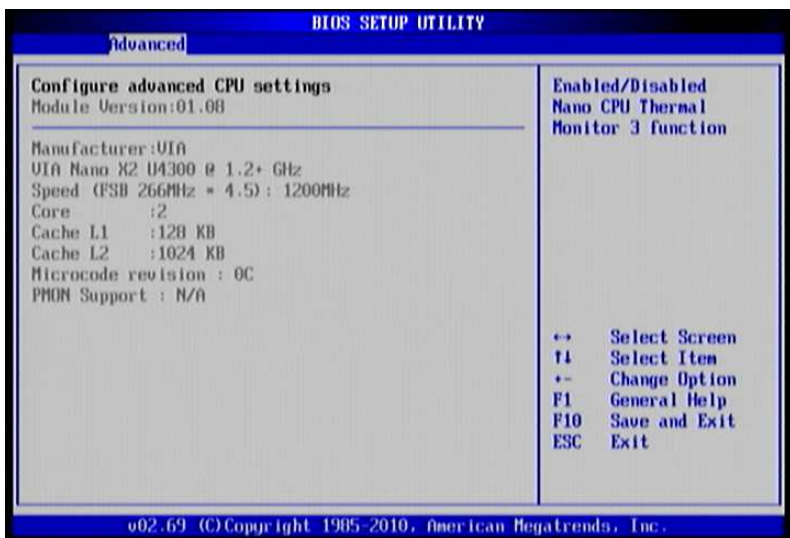 BIOS SETUP UTILITY
Advanced
Configure advanced CPU settings
Module Version:01.08
Manufacturer:VIA
VIA Nano X2 U4300 @ 1.2+ GHz
Speed (FSB 266MHz * 4.5): 1200MHz
Core :2
Cache L1 :128 KB
Cache L2 :1024 KB
Microcode revision : 0C
PMON Support : N/A
Enabled/Disabled
Nano CPU Thermal
Monitor 3 function
↔ Select Screen
↑↓ Select Item
+- Change Option
F1 General Help
F10 Save and Exit
ESC Exit
v02.69 (C)Copyright 1985-2010, American Megatrends, Inc.